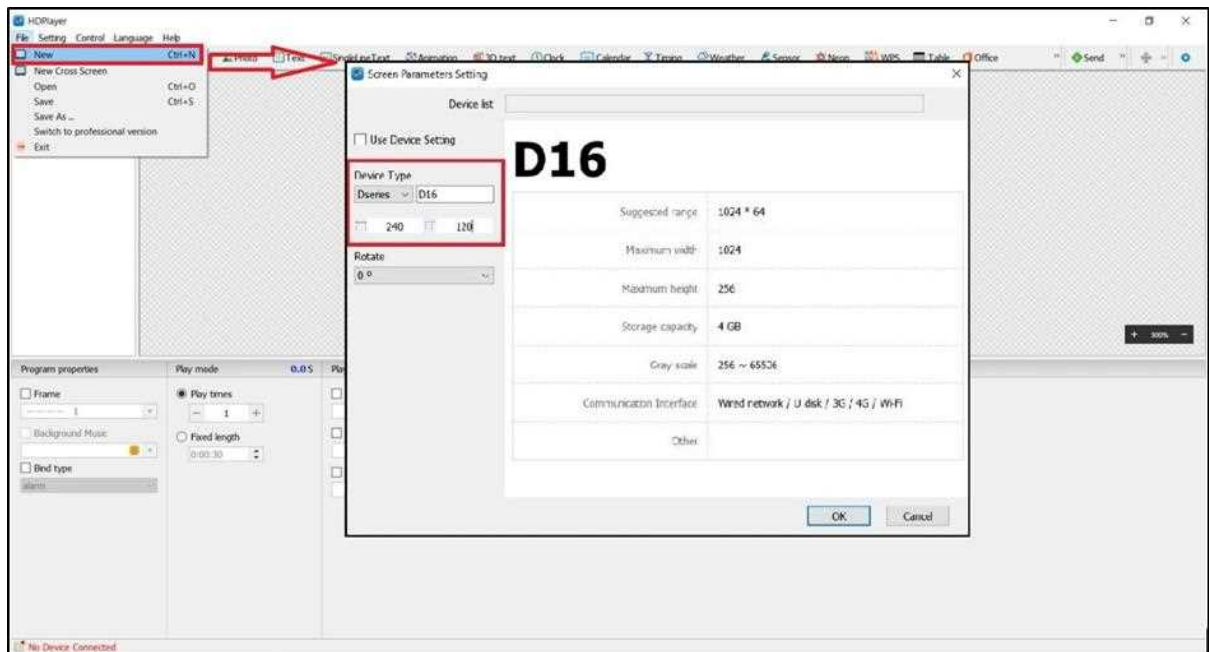 HDPlayer
File Setting Control Language Help
New Ctrl+N
New Cross Screen
Open Ctrl+O
Save Ctrl+S
Save As ...
Switch to professional version
Exit
Photo Text SingleLineText Animation 3D text Clock Calendar Timing Weather Sensor Neon WPS Table Office » Send »
Screen Parameters Setting
Device list
Use Device Setting
Device Type
Dseries D16
240 120
Rotate
0 °
D16
Suggested range 1024 * 64
Maximum width 1024
Maximum height 256
Storage capacity 4 GB
Gray scale 256 ~ 65536
Communication Interface Wired network / U disk / 3G / 4G / Wi-Fi
Other
OK Cancel
+ 100% -
Program properties
Frame
1
Background Music
Bind type
alarm
Play mode 0.0 S
Play times
- 1 +
Fixed length
0:00:30
No Device Connected